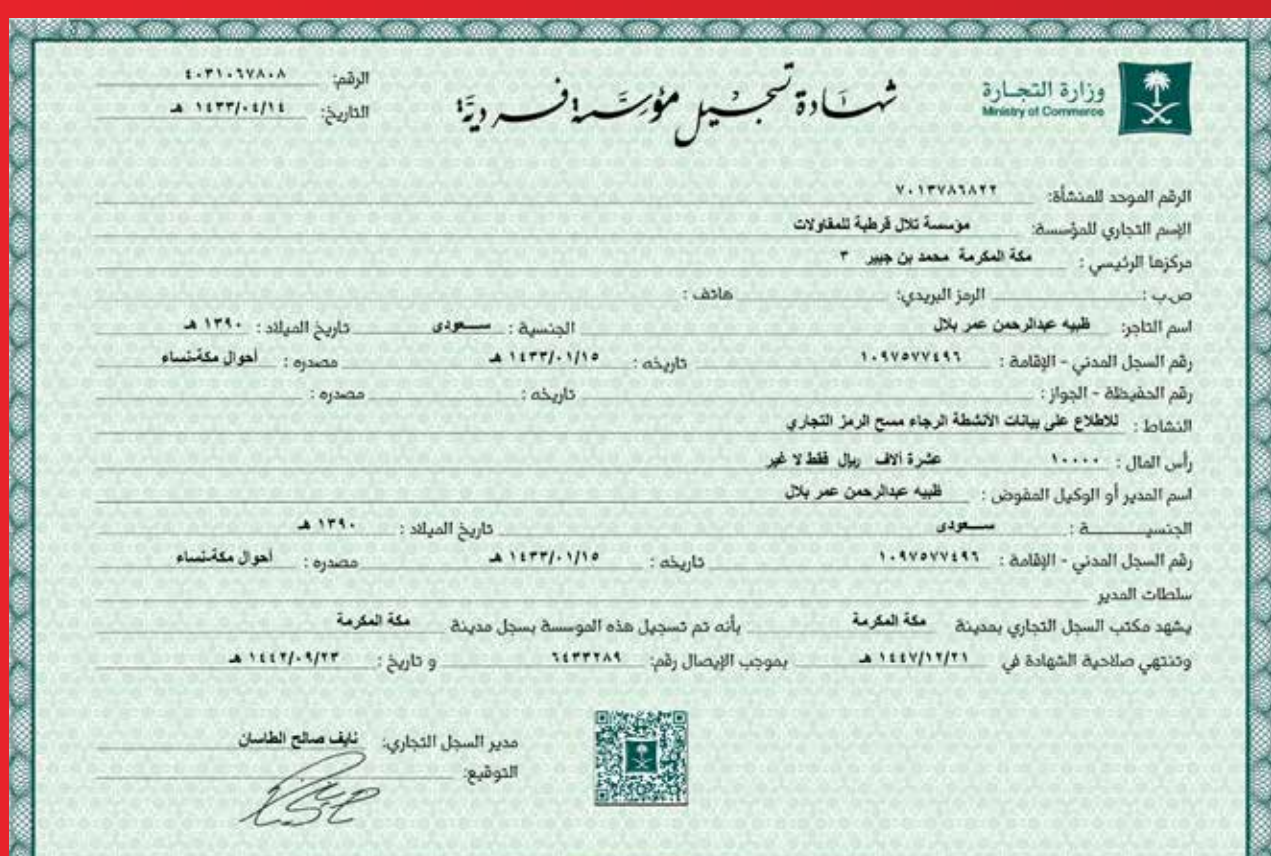 وزارة التجارة
Ministry of Commerce
شهادة تسجيل مؤسسة فردية
الرقم: ٤٠٣١٠٦٧٨٠٨
التاريخ: ١٤٣٣/٠٤/١٤ هـ
الرقم الموحد للمنشأة: ٧٠١٣٧٨٦٨٢٢
الإسم التجاري للمؤسسة: مؤسسة تلال قرطبة للمقاولات
مركزها الرئيسي : مكة المكرمة محمد بن جبير ٣
ص.ب : الرمز البريدي: هاتف :
اسم التاجر: ظبيه عبدالرحمن عمر بلال الجنسية : سعودى تاريخ الميلاد : ١٣٩٠ هـ
رقم السجل المدني - الإقامة : ١٠٩٧٥٧٧٤٩٦ تاريخه : ١٤٣٣/٠١/١٥ هـ مصدره : أحوال مكة-نساء
رقم الحفيظة - الجواز : تاريخه : مصدره :
النشاط : للاطلاع على بيانات الأنشطة الرجاء مسح الرمز التجاري
رأس المال : ١٠٠٠٠ عشرة آلاف ريال فقط لا غير
اسم المدير أو الوكيل المفوض : ظبيه عبدالرحمن عمر بلال
الجنسيـــــة : سعودى تاريخ الميلاد : ١٣٩٠ هـ
رقم السجل المدني - الإقامة : ١٠٩٧٥٧٧٤٩٦ تاريخه : ١٤٣٣/٠١/١٥ هـ مصدره : أحوال مكة-نساء
سلطات المدير
يشهد مكتب السجل التجاري بمدينة مكة المكرمة بأنه تم تسجيل هذه الموسسة بسجل مدينة مكة المكرمة
وتنتهي صلاحية الشهادة في ١٤٤٧/١٢/٢١ هـ بموجب الإيصال رقم: ٦٤٣٣٢٨٩ و تاريخ : ١٤٤٢/٠٩/٢٣ هـ
مدير السجل التجاري: نايف صالح الطاسان
التوقيع: